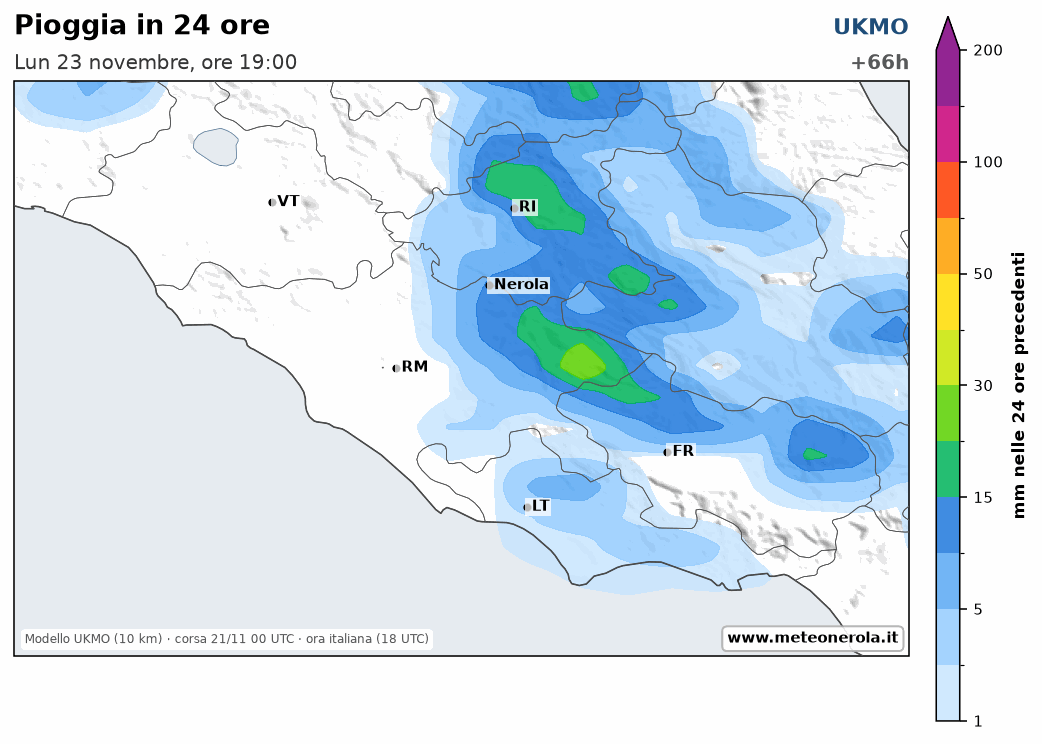 Pioggia in 24 ore
UKMO
Lun 23 novembre, ore 19:00
+66h
VT
RI
Nerola
RM
FR
LT
Modello UKMO (10 km) · corsa 21/11 00 UTC · ora italiana (18 UTC)
www.meteonerola.it
200
100
50
30
15
5
1
mm nelle 24 ore precedenti